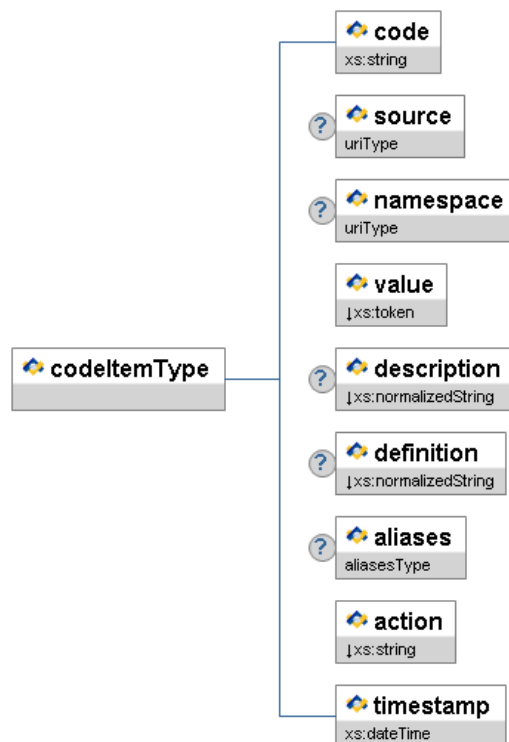 code
xs:string
?
source
uriType
?
namespace
uriType
value
↓xs:token
codeItemType
?
description
↓xs:normalizedString
?
definition
↓xs:normalizedString
?
aliases
aliasesType
action
↓xs:string
timestamp
xs:dateTime